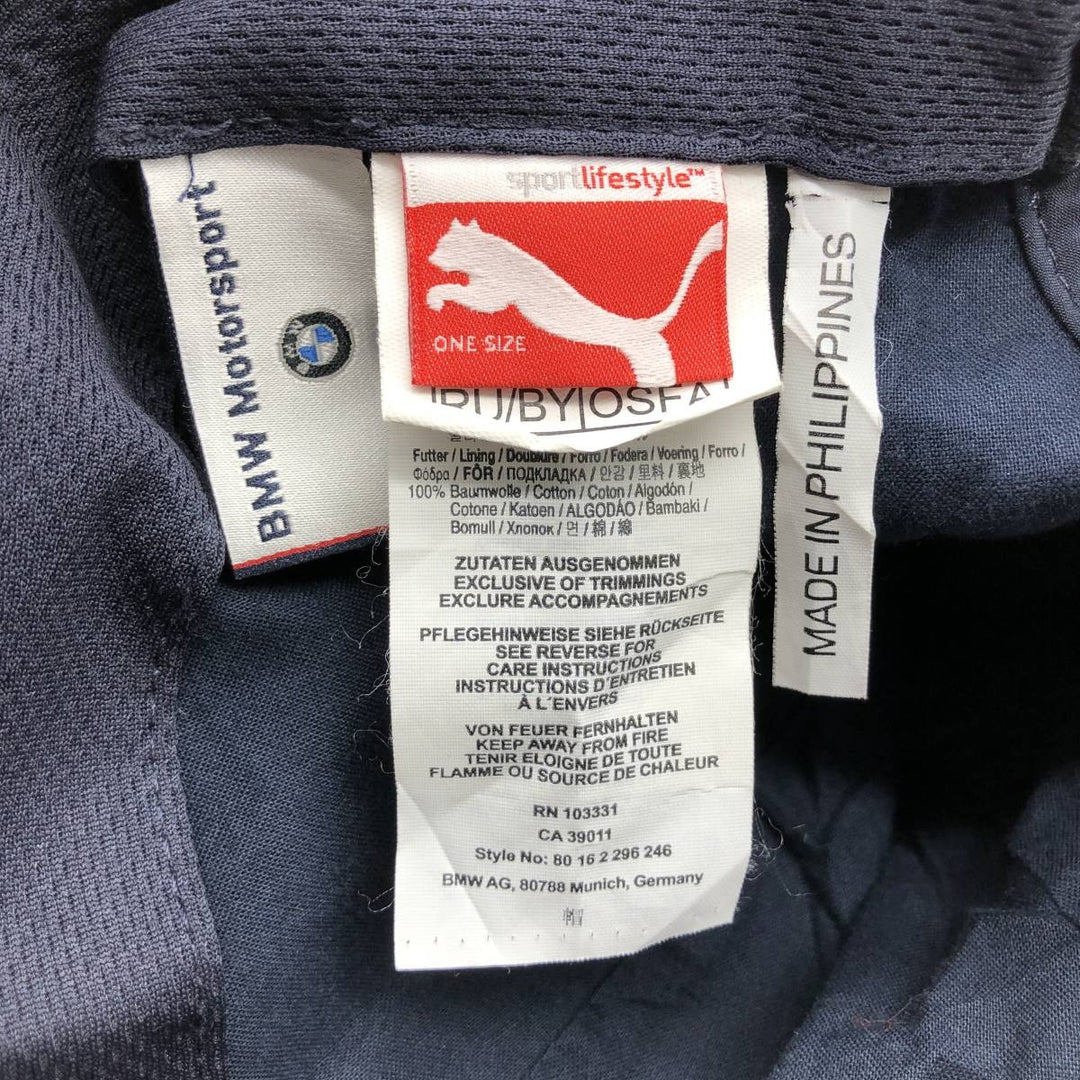 BMW Motorsport
sportlifestyle™
ONE SIZE
/BY OSFA
Futter / Lining / Doublure / Forro / Fodera / Voering / Forro /
Φόδρα / FÔR / ПОДКЛАДКА / 안감 / 里料 / 裏地
100% Baumwolle / Cotton / Coton / Algodón /
Cotone / Katoen / ALGODÃO / Bambaki /
Bomull / Хлопок / 면 / 綿 / 綿
ZUTATEN AUSGENOMMEN
EXCLUSIVE OF TRIMMINGS
EXCLURE ACCOMPAGNEMENTS
PFLEGEHINWEISE SIEHE RÜCKSEITE
SEE REVERSE FOR
CARE INSTRUCTIONS
INSTRUCTIONS D´ENTRETIEN
À L´ENVERS
VON FEUER FERNHALTEN
KEEP AWAY FROM FIRE
TENIR ELOIGNE DE TOUTE
FLAMME OU SOURCE DE CHALEUR
RN 103331
CA 39011
Style No: 80 16 2 296 246
BMW AG, 80788 Munich, Germany
MADE IN PHILIPPINES